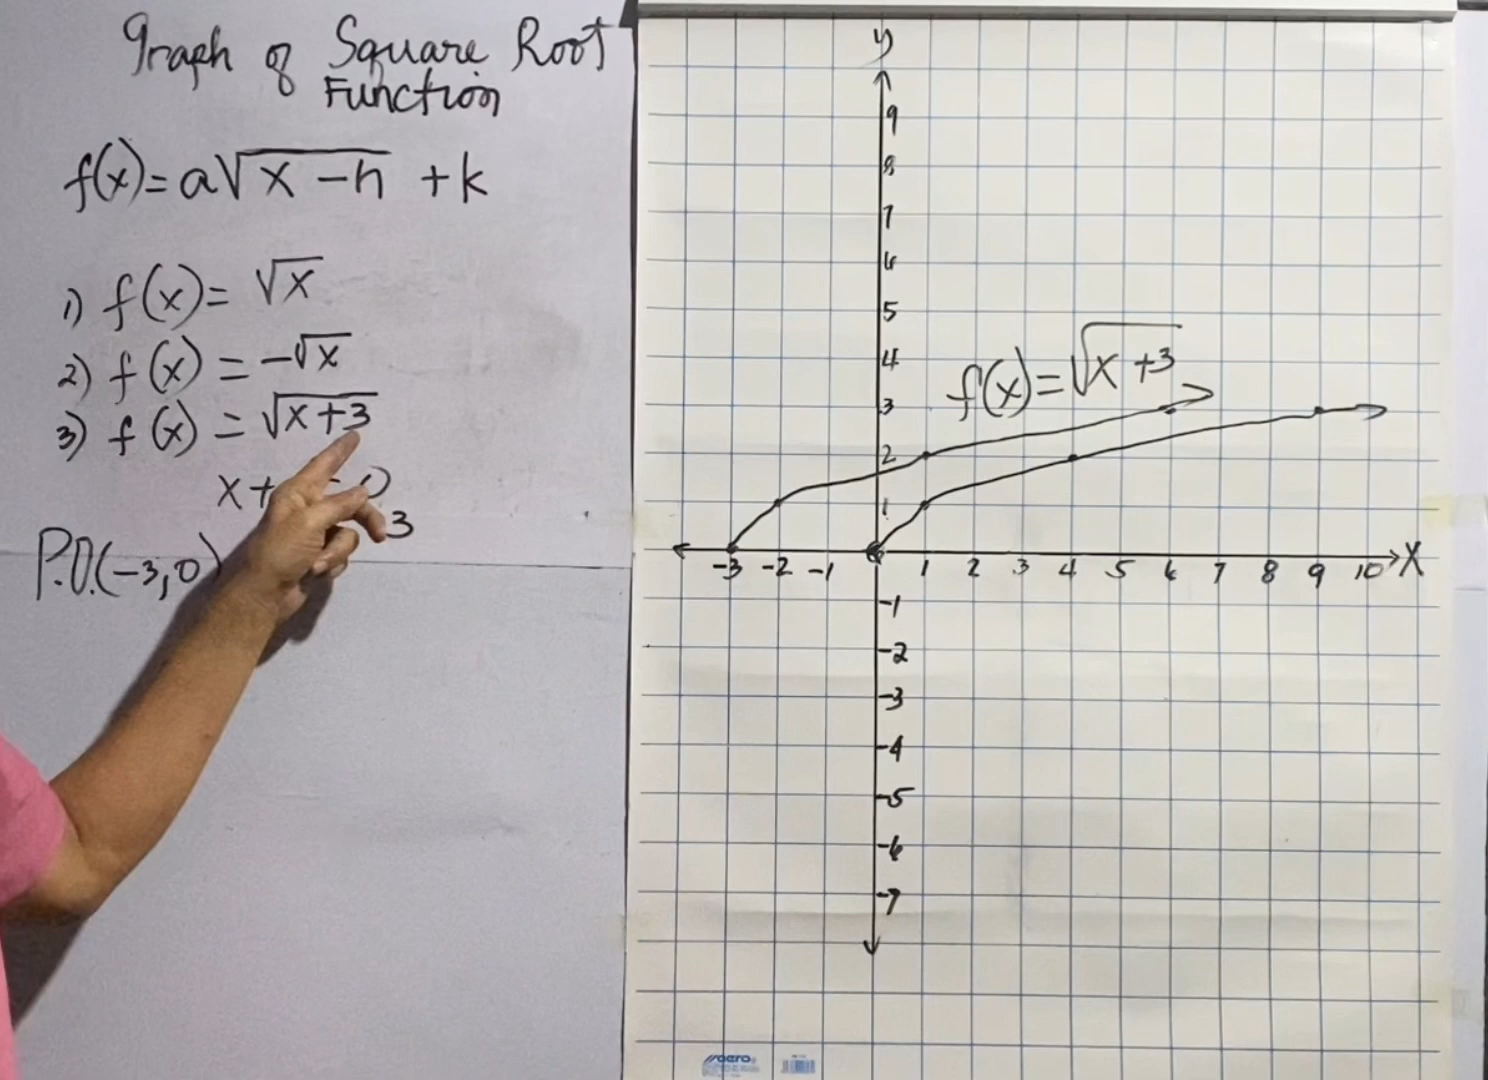 Graph of Square Root
Function
f(x)=a√x-h +k
1) f(x)= √x
2) f(x) = -√x
3) f(x) = √x+3
x+ 0
3
P.O.(-3,0)
y
9
8
7
6
5
4
3
2
1
f(x)=√x+3
-3 -2 -1 1 2 3 4 5 6 7 8 9 10 X
-1
-2
-3
-4
-5
-6
-7